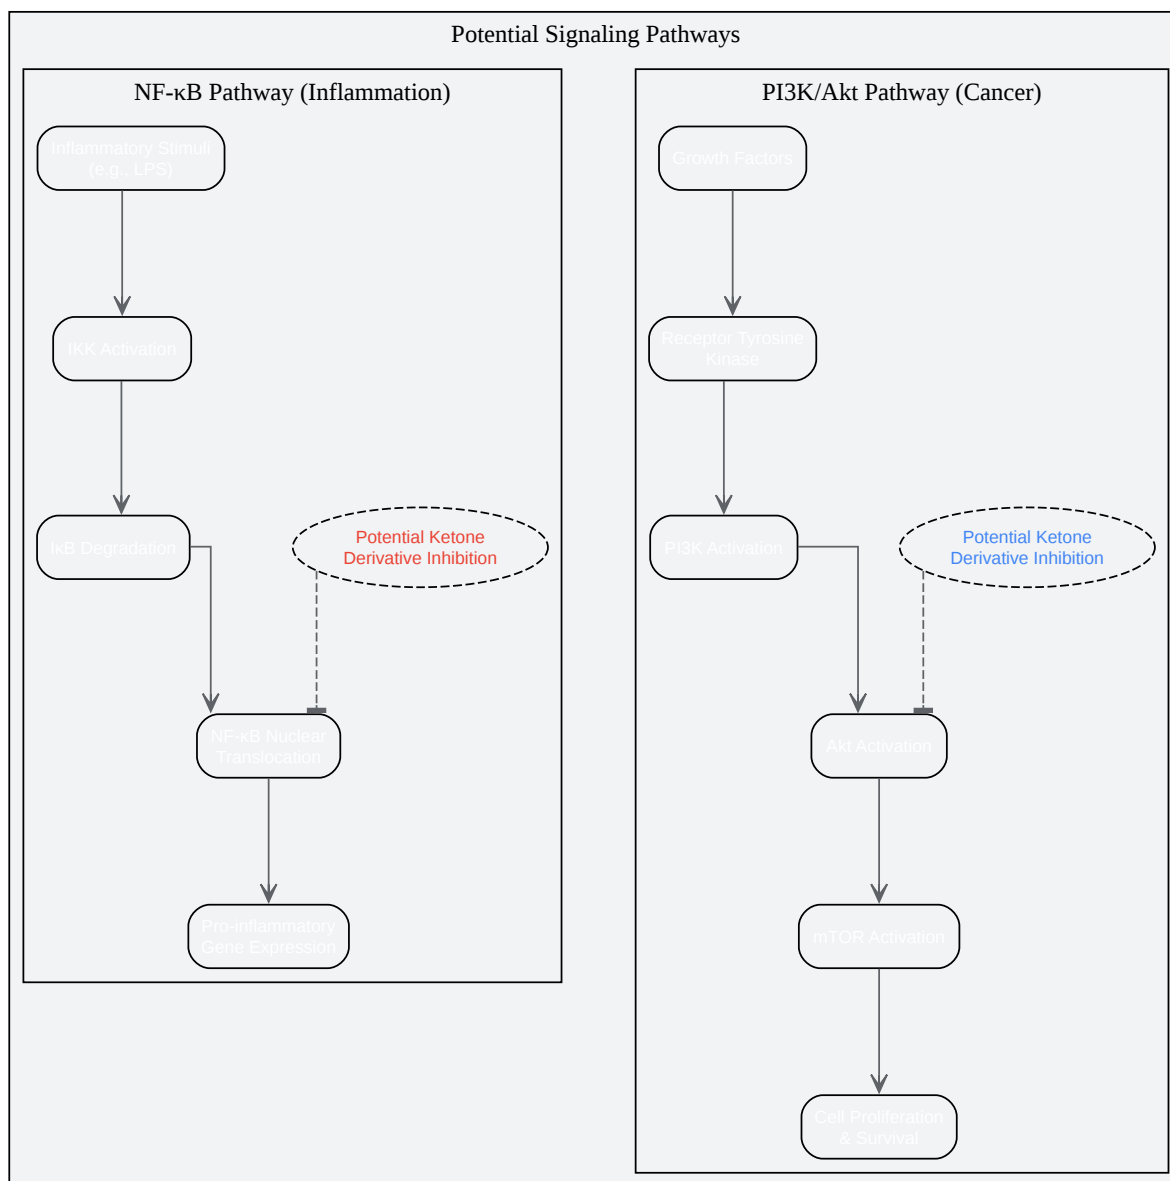 Potential Signaling Pathways
NF-κB Pathway (Inflammation)
Inflammatory Stimuli
(e.g., LPS)
IKK Activation
IκB Degradation
Potential Ketone
Derivative Inhibition
NF-κB Nuclear
Translocation
Pro-inflammatory
Gene Expression
PI3K/Akt Pathway (Cancer)
Growth Factors
Receptor Tyrosine
Kinase
PI3K Activation
Potential Ketone
Derivative Inhibition
Akt Activation
mTOR Activation
Cell Proliferation
& Survival